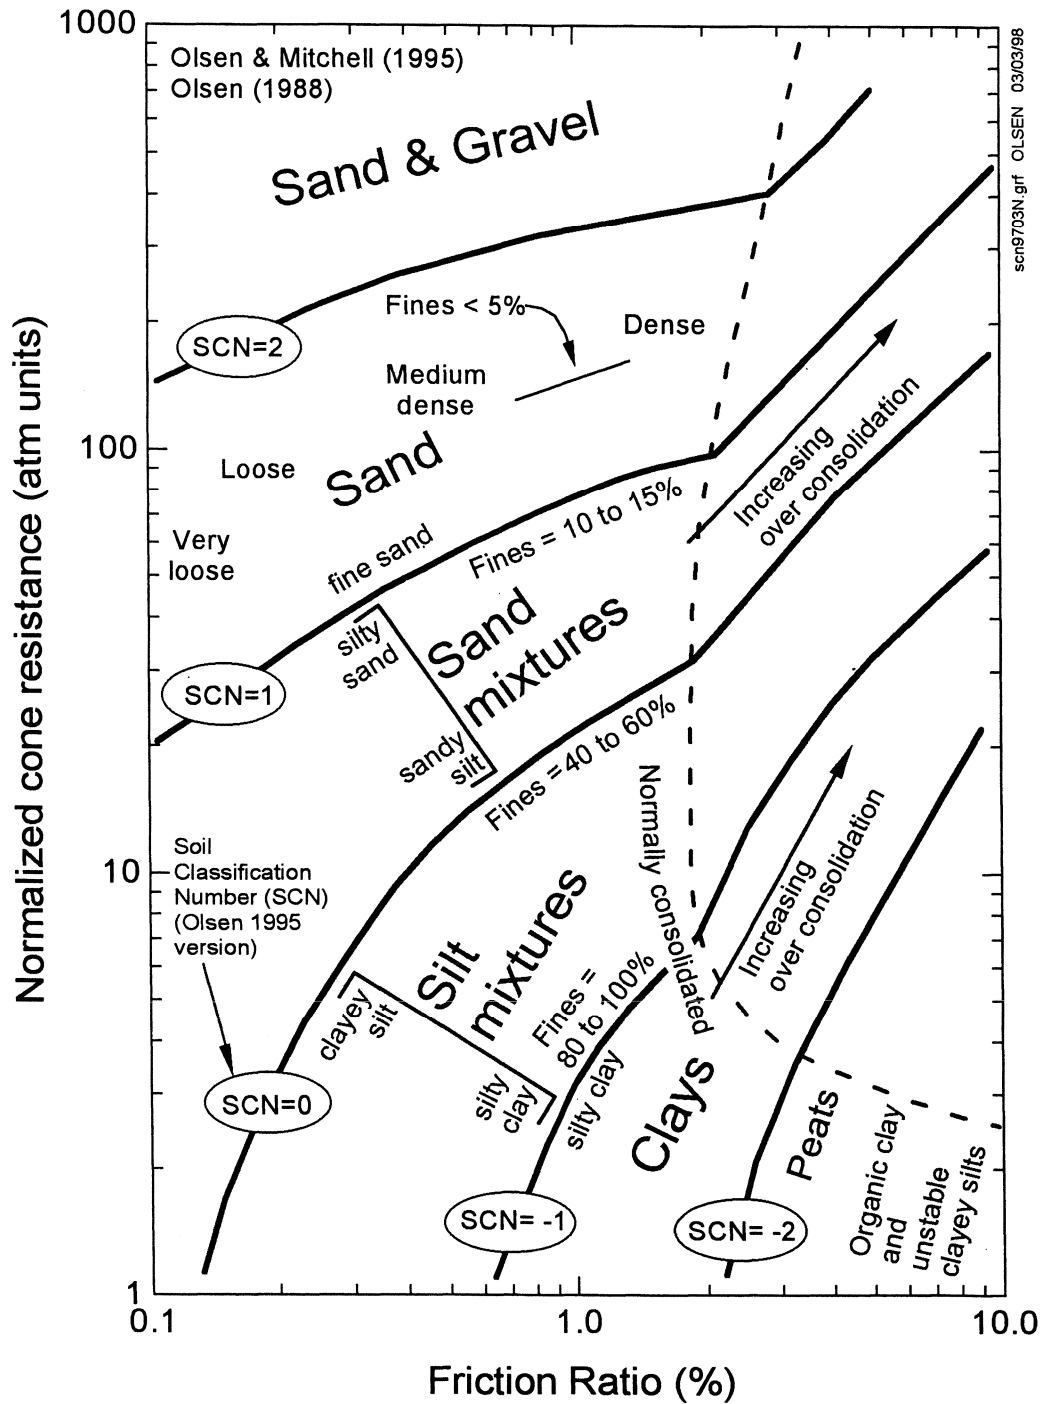 1000
Olsen & Mitchell (1995)
Olsen (1988)
Sand & Gravel
scn9703N.grf OLSEN 03/03/98
Fines < 5%
Dense
SCN=2
Medium
dense
100
Loose
Sand
Very
loose
fine sand
Fines = 10 to 15%
Increasing
over consolidation
silty
sand
Sand
mixtures
SCN=1
sandy
silt
Fines = 40 to 60%
Normally consolidated
10
Soil
Classification
Number (SCN)
(Olsen 1995
version)
Silt
mixtures
Increasing
over consolidation
clayey
silt
Fines =
80 to 100%
SCN=0
silty
clay
silty clay
Clays
Peats
Organic clay
and
unstable
clayey silts
SCN= -1
SCN= -2
1
0.1
1.0
10.0
Normalized cone resistance (atm units)
Friction Ratio (%)